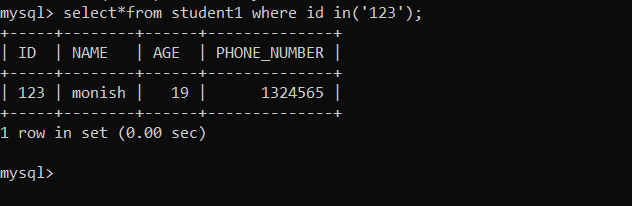 mysql> select*from student1 where id in('123');
+-----+--------+------+--------------+
| ID  | NAME   | AGE  | PHONE_NUMBER |
+-----+--------+------+--------------+
| 123 | monish |   19 |      1324565 |
+-----+--------+------+--------------+
1 row in set (0.00 sec)
mysql>